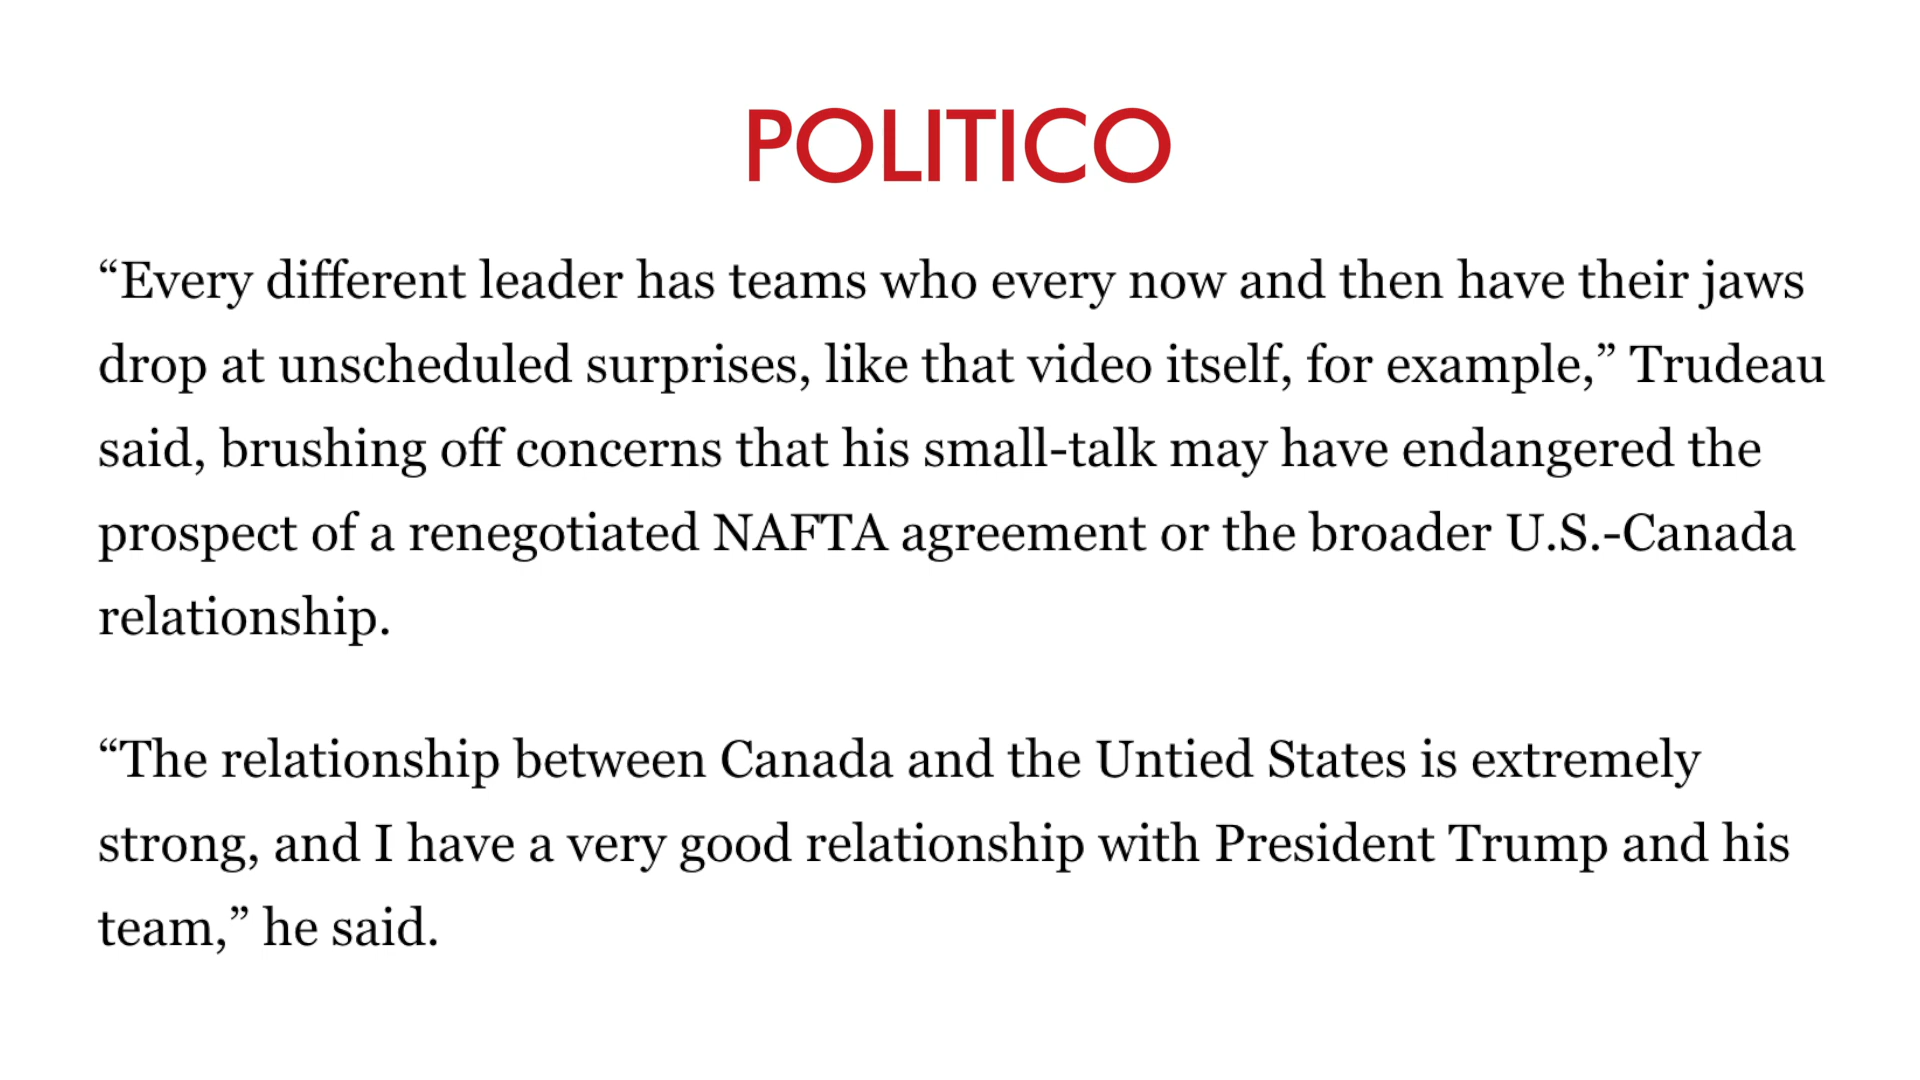 POLITICO
“Every different leader has teams who every now and then have their jaws
drop at unscheduled surprises, like that video itself, for example,” Trudeau
said, brushing off concerns that his small-talk may have endangered the
prospect of a renegotiated NAFTA agreement or the broader U.S.-Canada
relationship.
“The relationship between Canada and the Untied States is extremely
strong, and I have a very good relationship with President Trump and his
team,” he said.